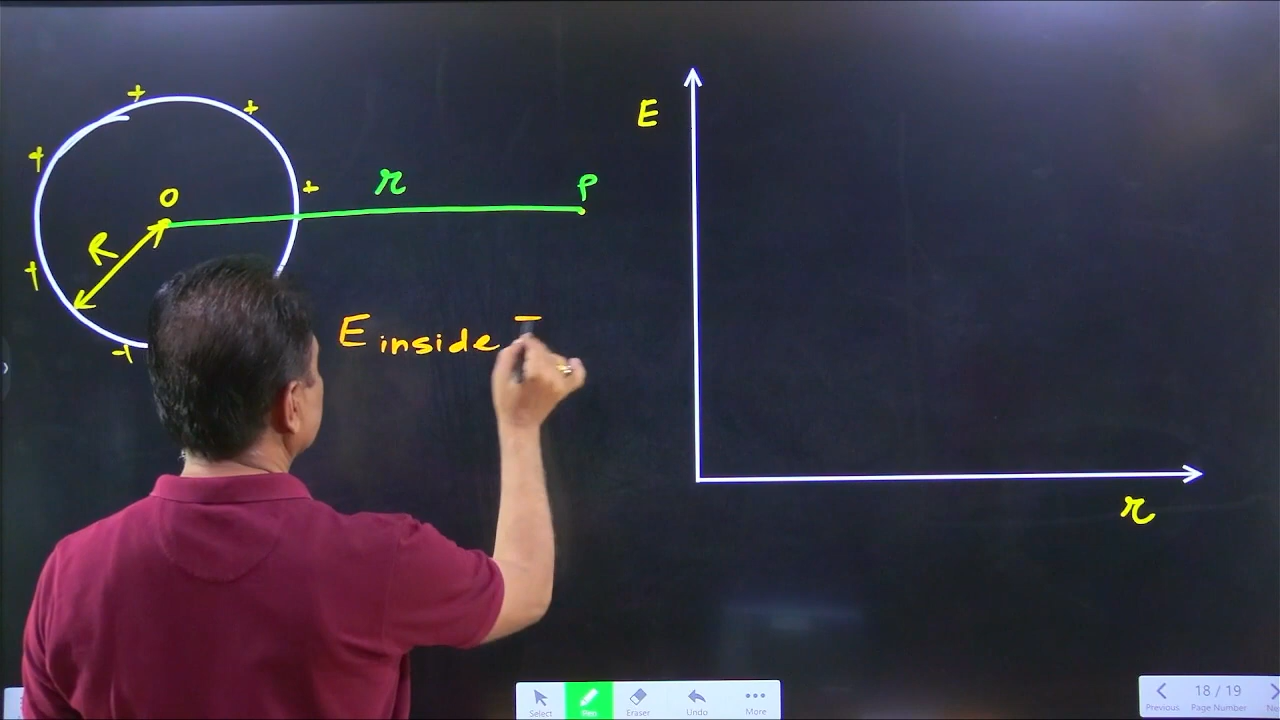 + +
+
+
+
+
O
R
r
P
E inside =
E
r
Select Pen Eraser Undo More
18 / 19
Previous Page Number